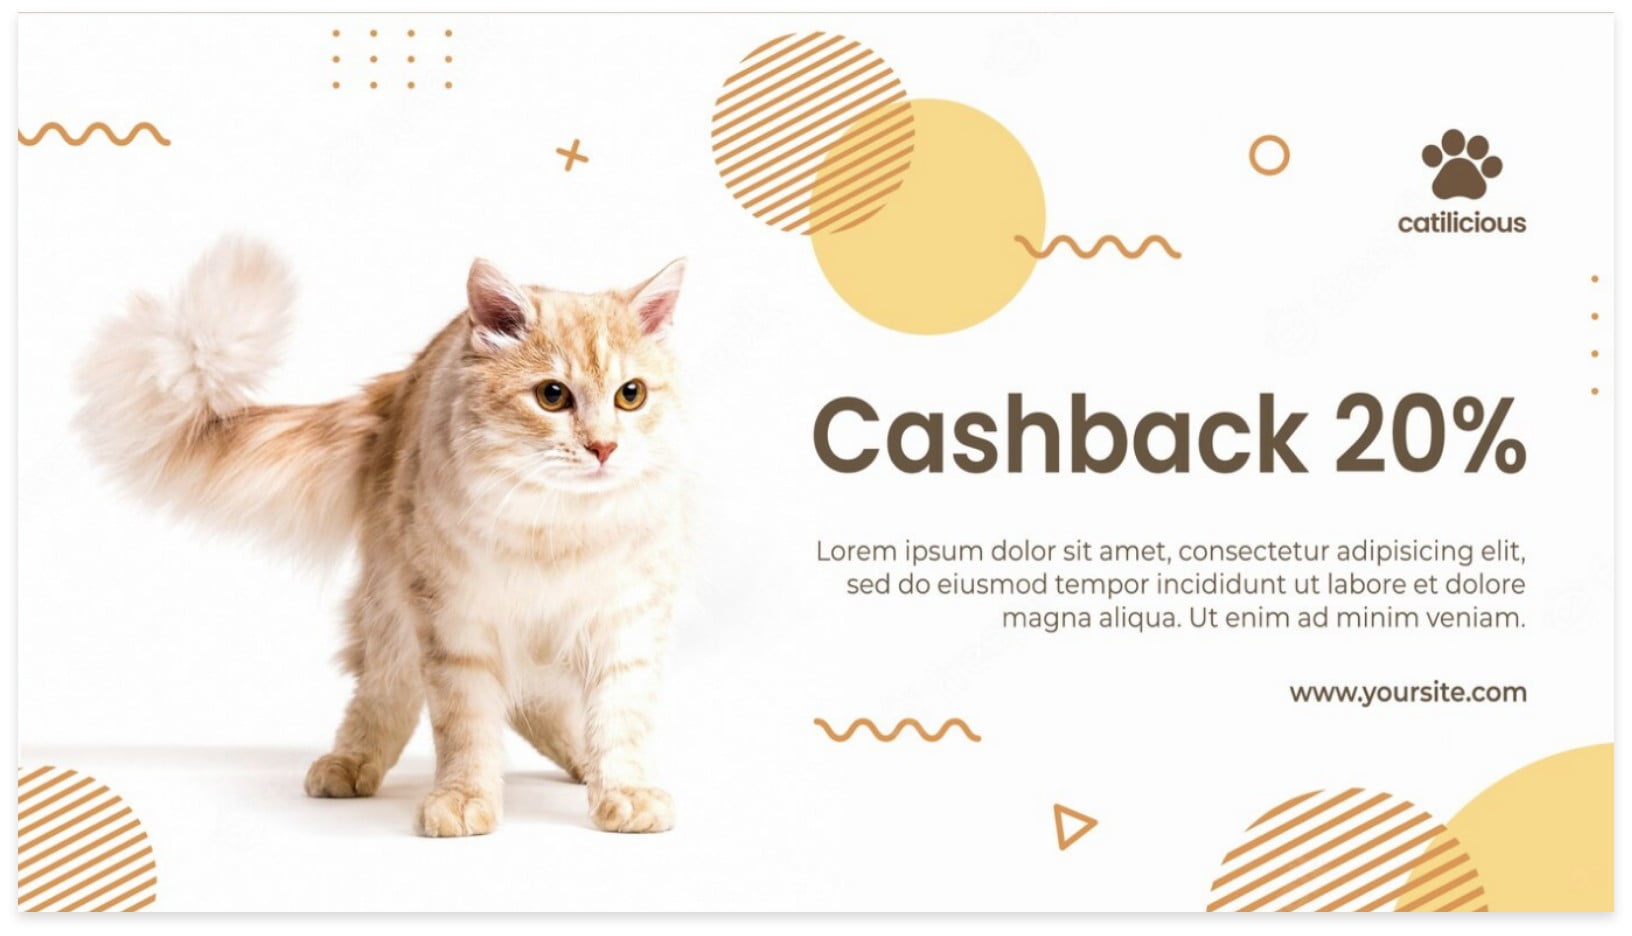 catilicious
Cashback 20%
Lorem ipsum dolor sit amet, consectetur adipisicing elit,
sed do eiusmod tempor incididunt ut labore et dolore
magna aliqua. Ut enim ad minim veniam.
www.yoursite.com